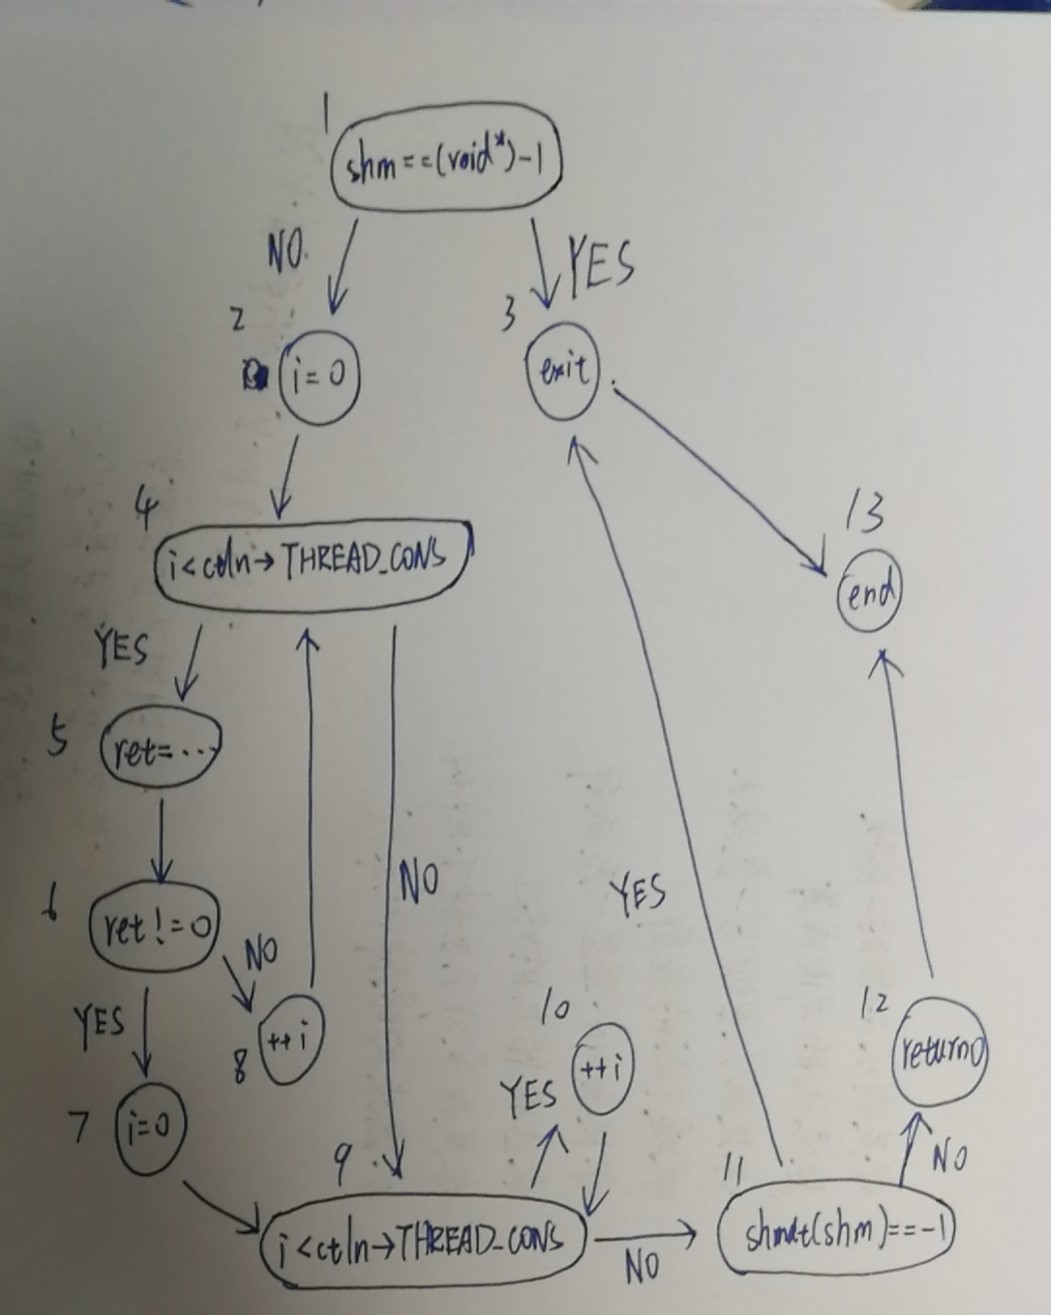 1
shm==(void*)-1
NO.
YES
2
i=0
3
exit
4
i<ctln→THREAD_CONS
13
end
YES
5
ret=...
NO
YES
6
ret!=0
NO
YES
8
++i
7
i=0
10
++i
YES
12
return0
9
i<ctln→THREAD_CONS
NO
11
shmdt(shm)==-1
NO